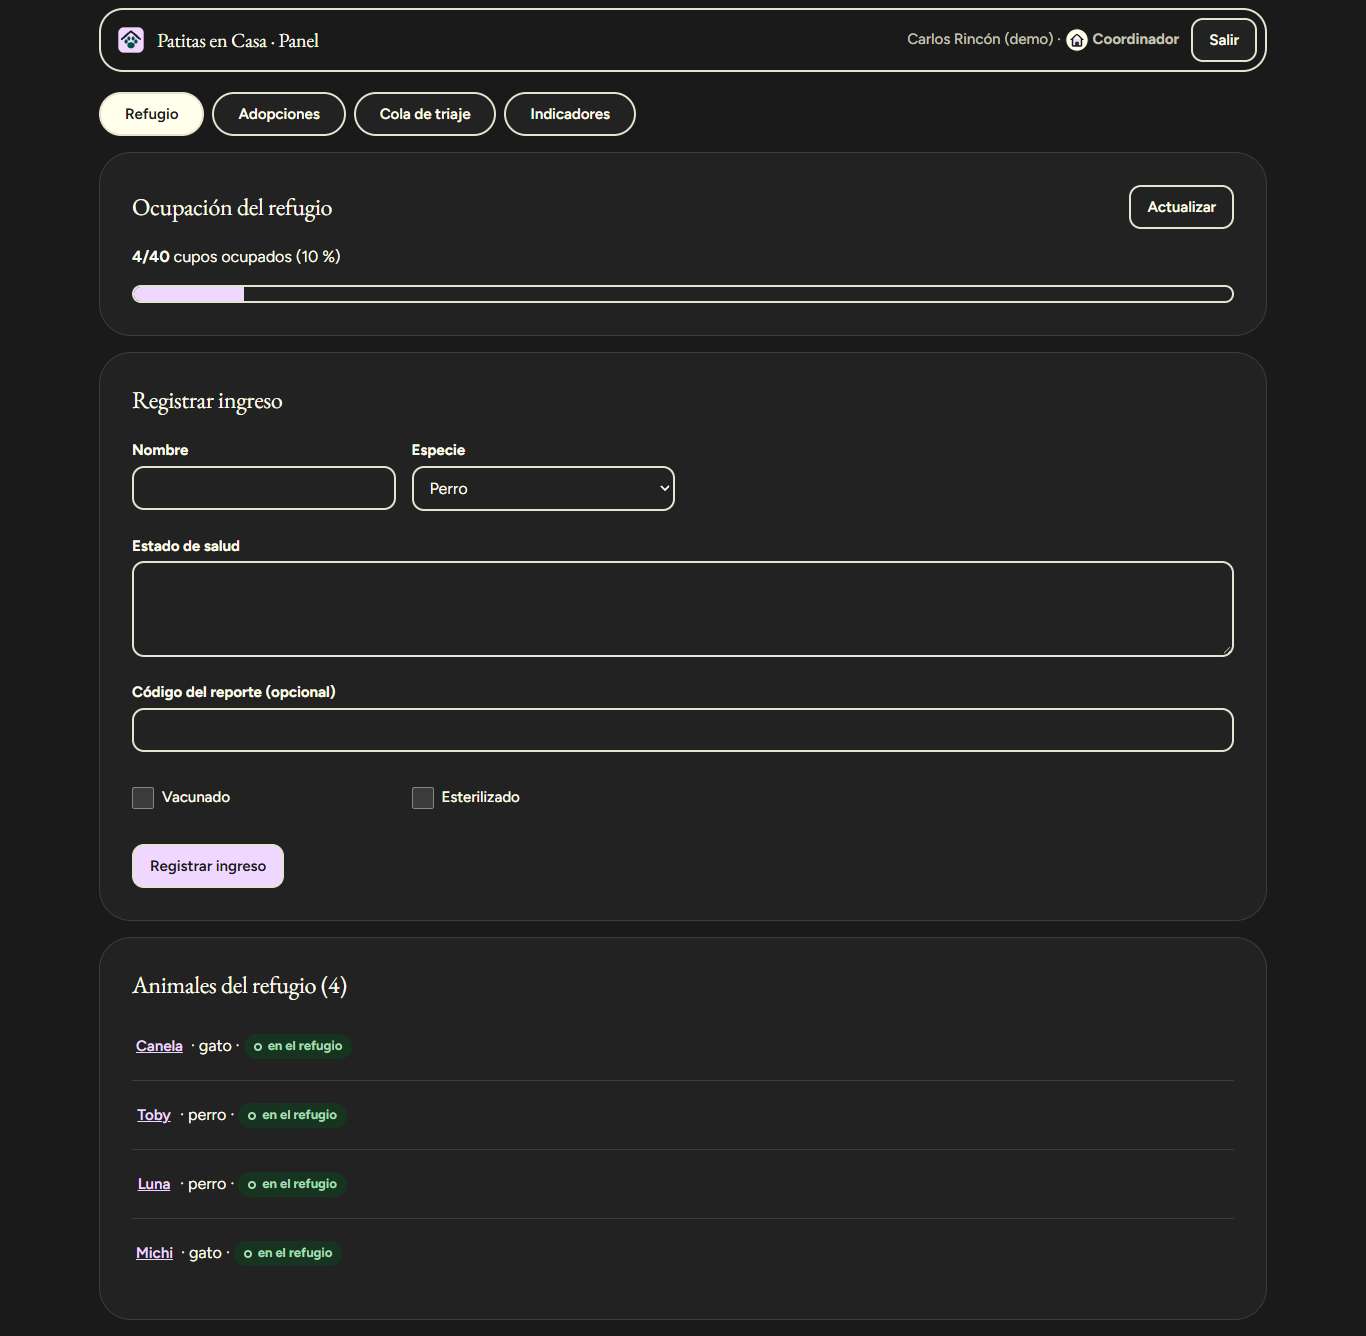 Patitas en Casa · Panel
Carlos Rincón (demo) · Coordinador
Salir
Refugio
Adopciones
Cola de triaje
Indicadores
Ocupación del refugio
Actualizar
4/40 cupos ocupados (10 %)
Registrar ingreso
Nombre
Especie
Perro
Estado de salud
Código del reporte (opcional)
Vacunado
Esterilizado
Registrar ingreso
Animales del refugio (4)
Canela · gato · en el refugio
Toby · perro · en el refugio
Luna · perro · en el refugio
Michi · gato · en el refugio